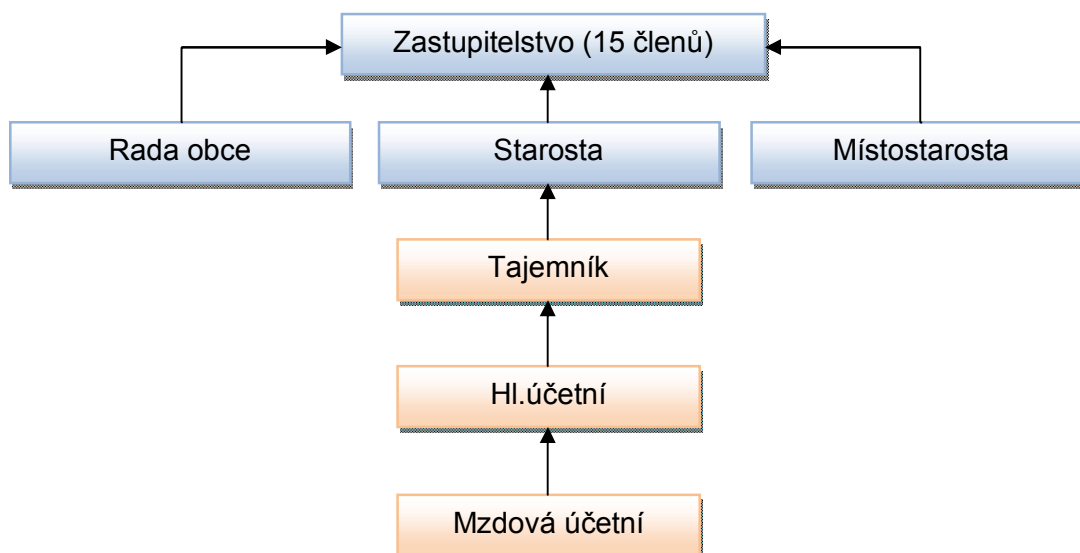 Zastupitelstvo (15 členů)
Rada obce
Starosta
Místostarosta
Tajemník
Hl.účetní
Mzdová účetní